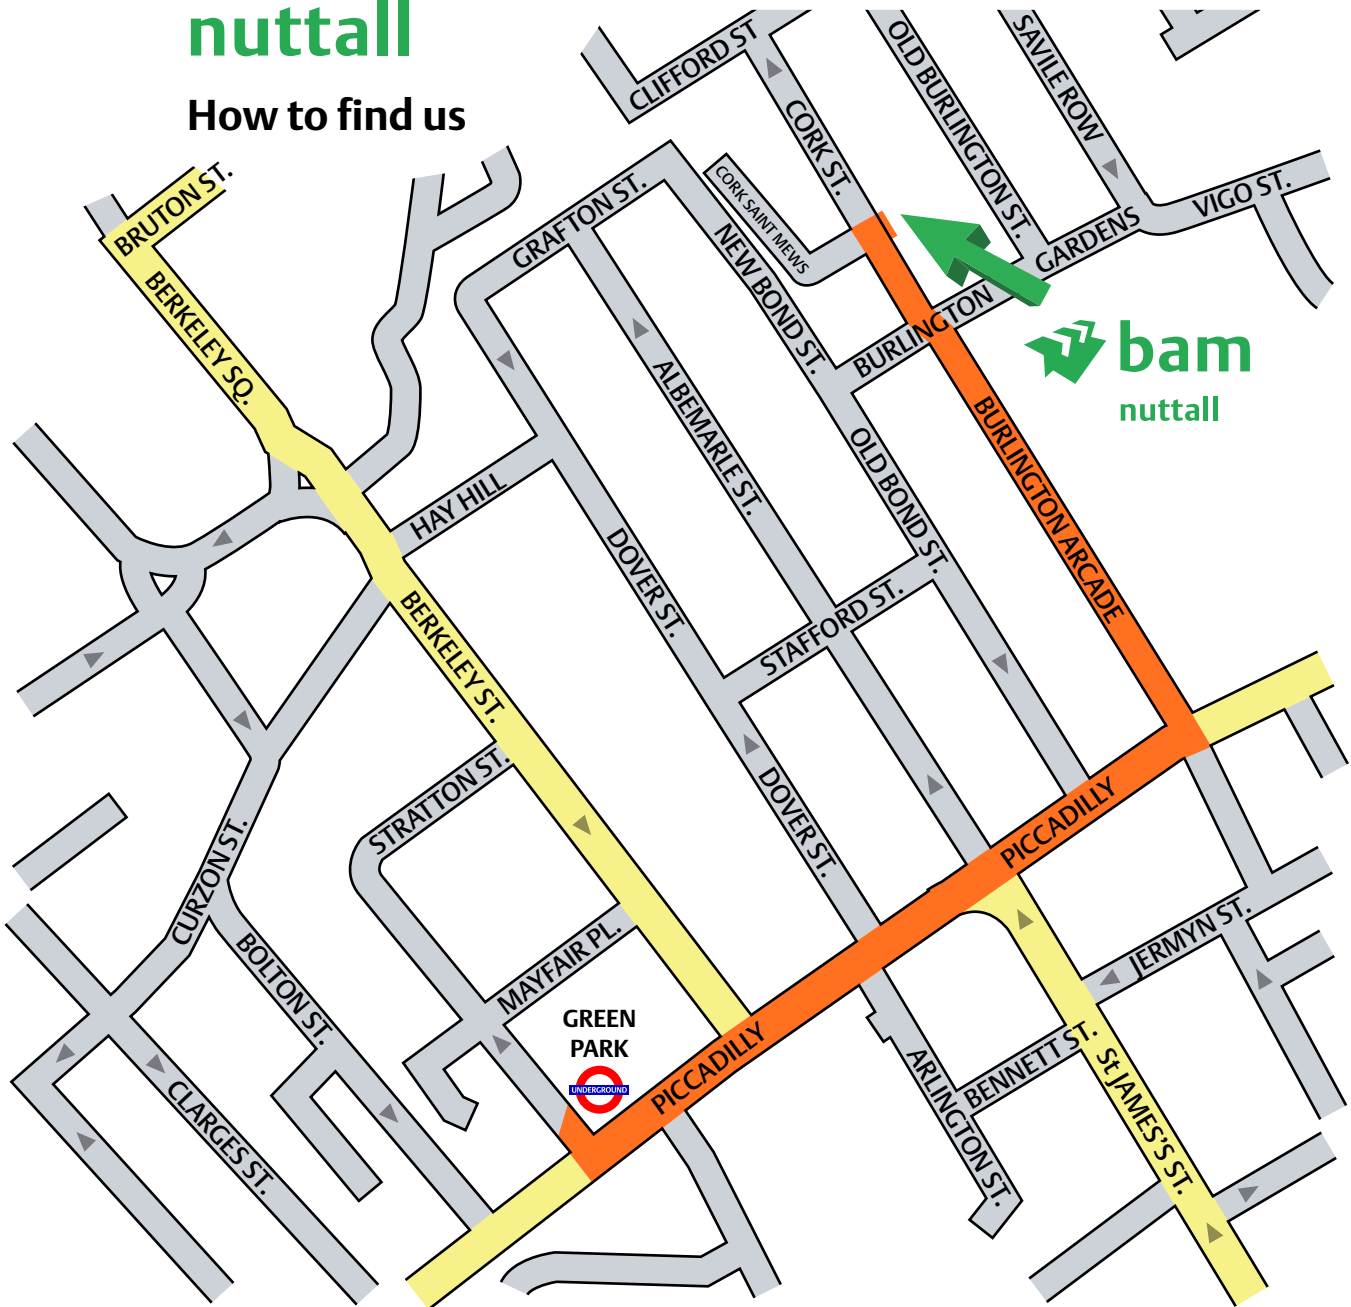 nuttall
How to find us
CLIFFORD ST
OLD BURLINGTON ST.
SAVILE ROW
CORK ST.
VIGO ST.
BRUTON ST.
GRAFTON ST.
CORK SAINT MEWS
NEW BOND ST.
GARDENS
BURLINGTON
BERKELEY SQ.
bam
nuttall
ALBEMARLE ST.
BURLINGTON ARCADE
OLD BOND ST.
HAY HILL
DOVER ST.
STAFFORD ST.
BERKELEY ST.
STRATTON ST.
DOVER ST.
PICCADILLY
CURZON ST.
MAYFAIR PL.
BOLTON ST.
JERMYN ST.
GREEN
PARK
UNDERGROUND
PICCADILLY
BENNETT ST.
ARLINGTON ST.
St JAMES'S ST.
CLARGES ST.